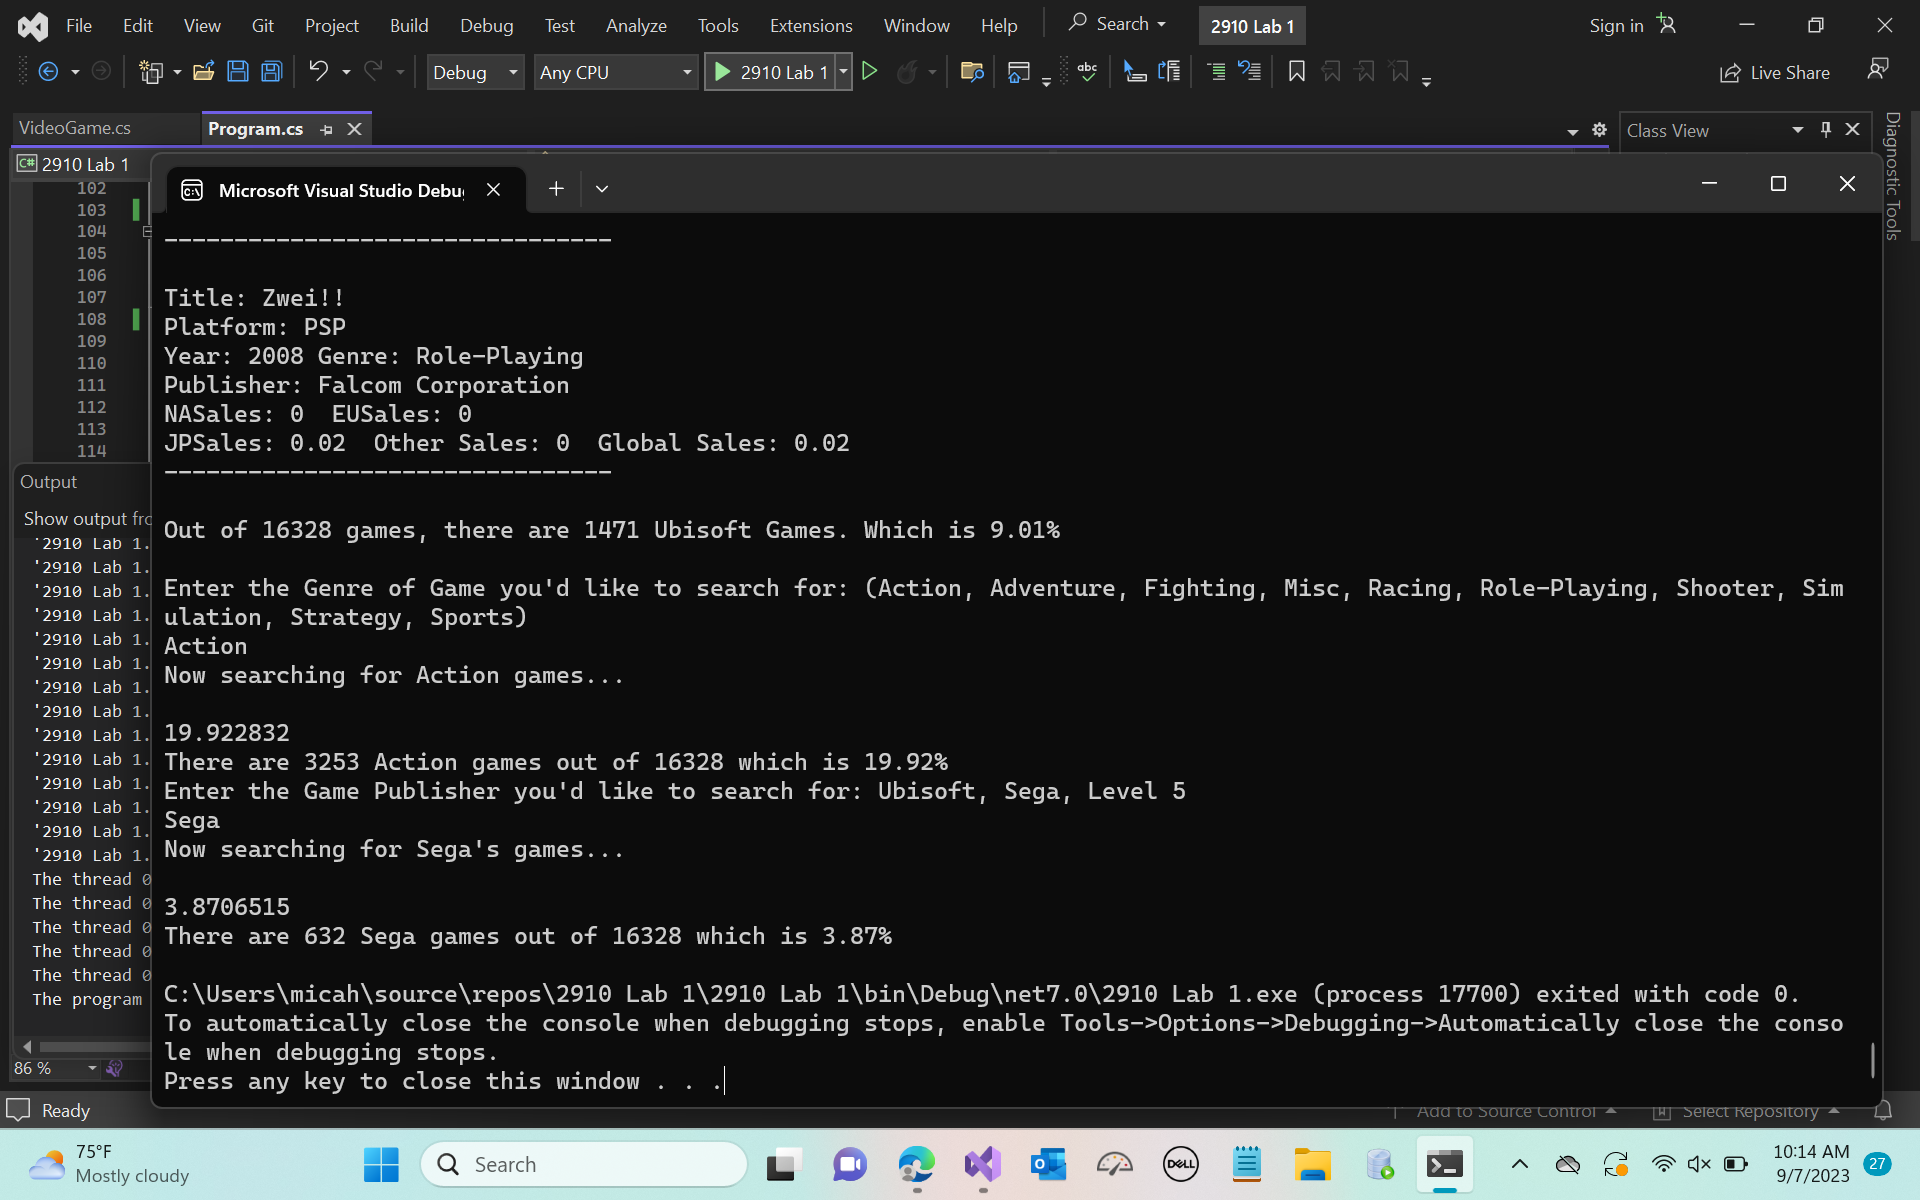 File Edit View Git Project Build Debug Test Analyze Tools Extensions Window Help Search 2910 Lab 1 Sign in
Debug Any CPU 2910 Lab 1 Live Share
VideoGame.cs Program.cs Class View
Diagnostic Tools
2910 Lab 1
Microsoft Visual Studio Debu
102
103
104
105
106
107
108
109
110
111
112
113
114
--------------------------------
Title: Zwei!!
Platform: PSP
Year: 2008 Genre: Role-Playing
Publisher: Falcom Corporation
NASales: 0  EUSales: 0
JPSales: 0.02  Other Sales: 0  Global Sales: 0.02
--------------------------------
Out of 16328 games, there are 1471 Ubisoft Games. Which is 9.01%
Enter the Genre of Game you'd like to search for: (Action, Adventure, Fighting, Misc, Racing, Role-Playing, Shooter, Sim
ulation, Strategy, Sports)
Action
Now searching for Action games...
19.922832
There are 3253 Action games out of 16328 which is 19.92%
Enter the Game Publisher you'd like to search for: Ubisoft, Sega, Level 5
Sega
Now searching for Sega's games...
3.8706515
There are 632 Sega games out of 16328 which is 3.87%
C:\Users\micah\source\repos\2910 Lab 1\2910 Lab 1\bin\Debug\net7.0\2910 Lab 1.exe (process 17700) exited with code 0.
To automatically close the console when debugging stops, enable Tools->Options->Debugging->Automatically close the conso
le when debugging stops.
Press any key to close this window . . .
Output
Show output fro
'2910 Lab 1.
'2910 Lab 1.
'2910 Lab 1.
'2910 Lab 1.
'2910 Lab 1.
'2910 Lab 1.
'2910 Lab 1.
'2910 Lab 1.
'2910 Lab 1.
'2910 Lab 1.
'2910 Lab 1.
'2910 Lab 1.
'2910 Lab 1.
'2910 Lab 1.
The thread 0
The thread 0
The thread 0
The thread 0
The thread 0
The program
86 %
Ready Add to Source Control Select Repository
75°F
Mostly cloudy
Search
DELL
10:14 AM
9/7/2023
27